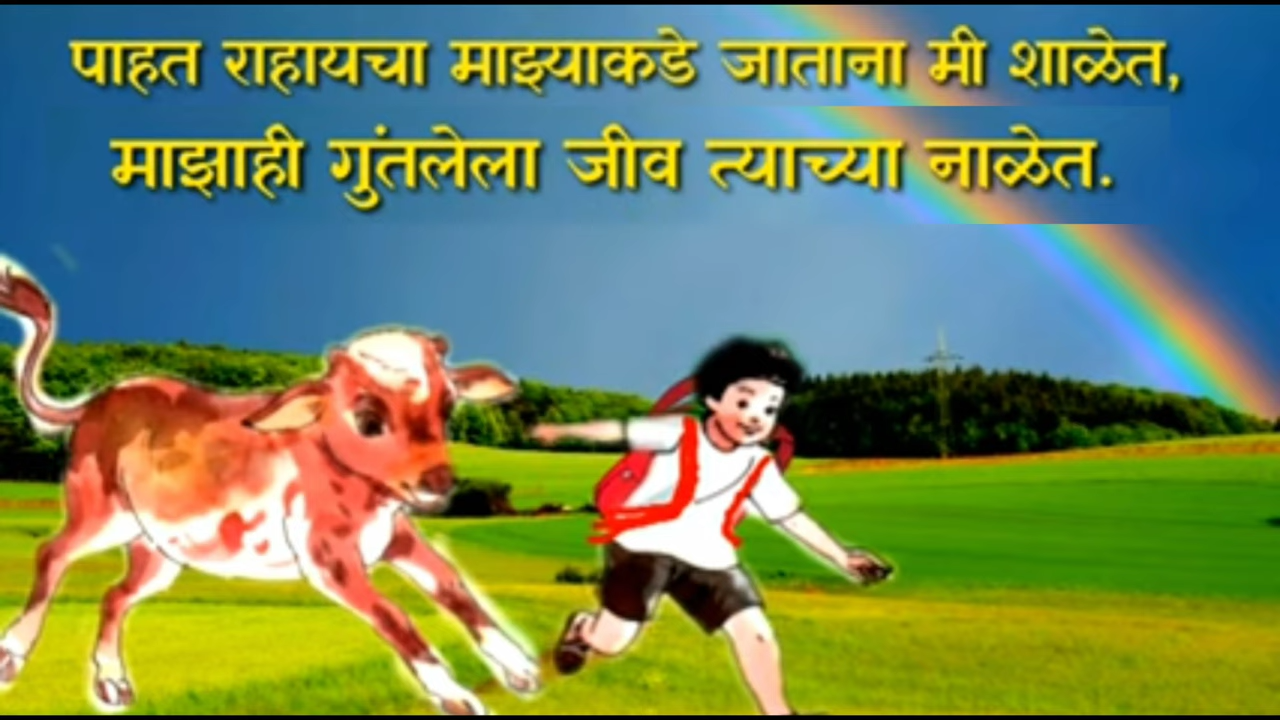 पाहत राहायचा माझ्याकडे जाताना मी शाळेत,
माझाही गुंतलेला जीव त्याच्या नाळेत.